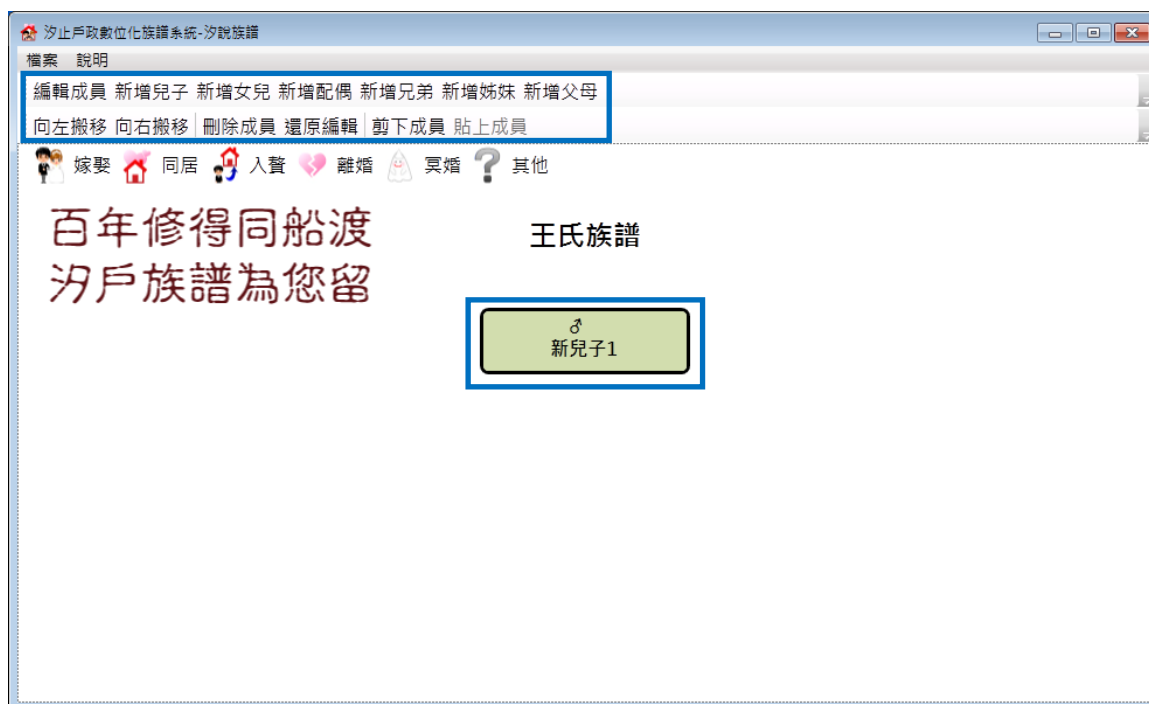 汐止戶政數位化族譜系統-汐說族譜
檔案 說明
編輯成員 新增兒子 新增女兒 新增配偶 新增兄弟 新增姊妹 新增父母
向左搬移 向右搬移 刪除成員 還原編輯 剪下成員 貼上成員
嫁娶 同居 入贅 離婚 冥婚 其他
百年修得同船渡
汐戶族譜為您留
王氏族譜
♂
新兒子1